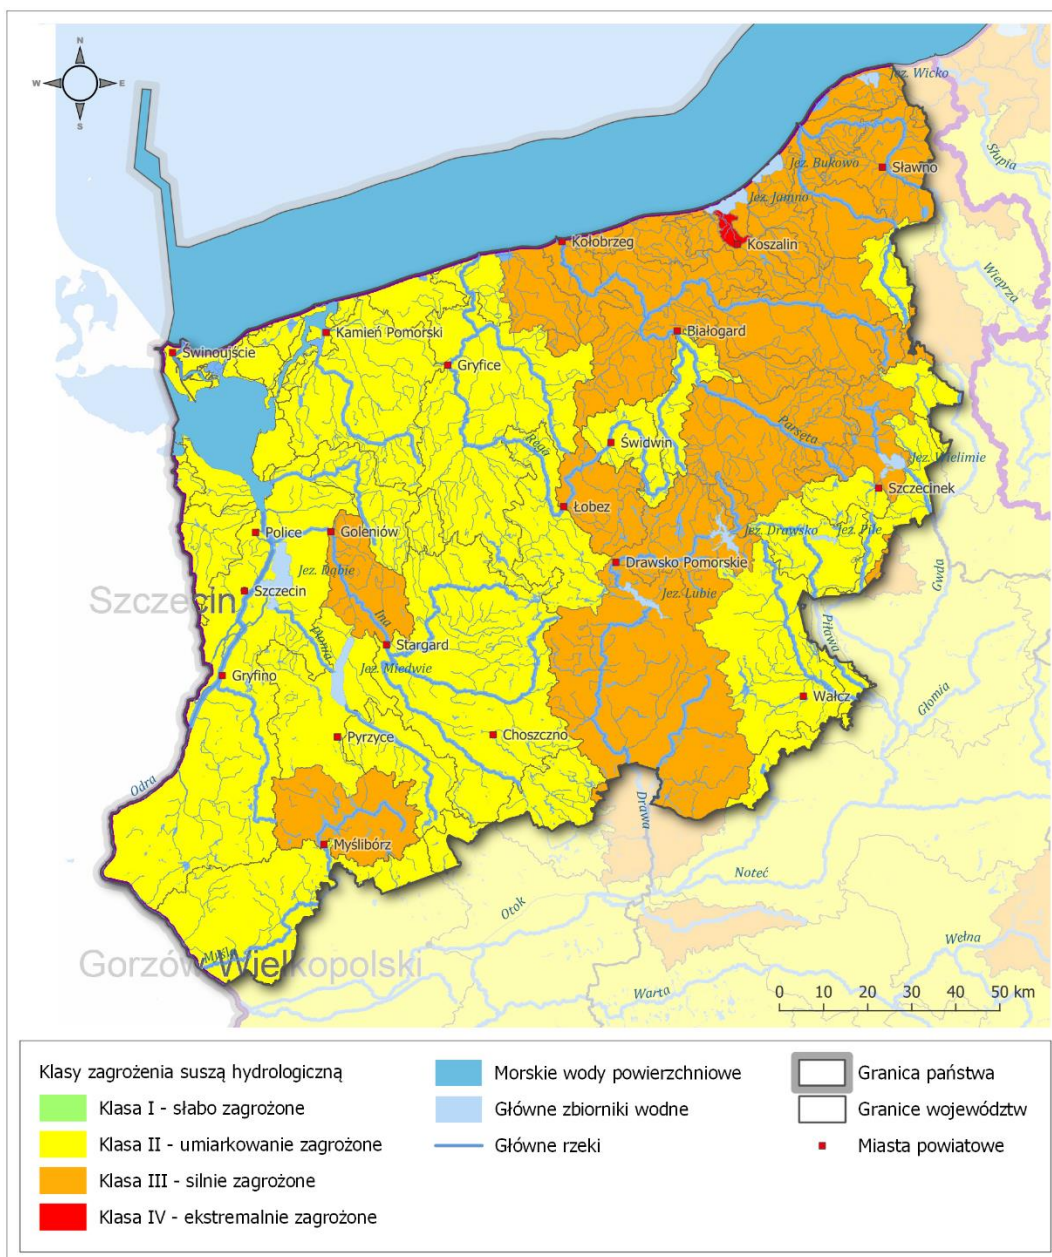 N
W
E
S
Jez. Wicko
Słupia
Jez. Bukowo
Sławno
Jez. Jamno
Kołobrzeg
Koszalin
Wieprza
Kamień Pomorski
Białogard
Świnoujście
Gryfice
Parsęta
Rega
Świdwin
Jez. Wielimie
Szczecinek
Łobez
Police
Goleniów
Jez. Drawsko
Jez. Pile
Jez. Dąbie
Drawsko Pomorskie
Gwda
Szczecin
Szczecin
Jez. Lubie
Ina
Płonia
Stargard
Piława
Jez. Miedwie
Gryfino
Wałcz
Głomia
Pyrzyce
Choszczno
Odra
Drawa
Myślibórz
Noteć
Otok
Wełna
Myśla
Gorzów Wielkopolski
Warta
0 10 20 30 40 50 km
Klasy zagrożenia suszą hydrologiczną
Klasa I - słabo zagrożone
Klasa II - umiarkowanie zagrożone
Klasa III - silnie zagrożone
Klasa IV - ekstremalnie zagrożone
Morskie wody powierzchniowe
Główne zbiorniki wodne
Główne rzeki
Granica państwa
Granice województw
Miasta powiatowe